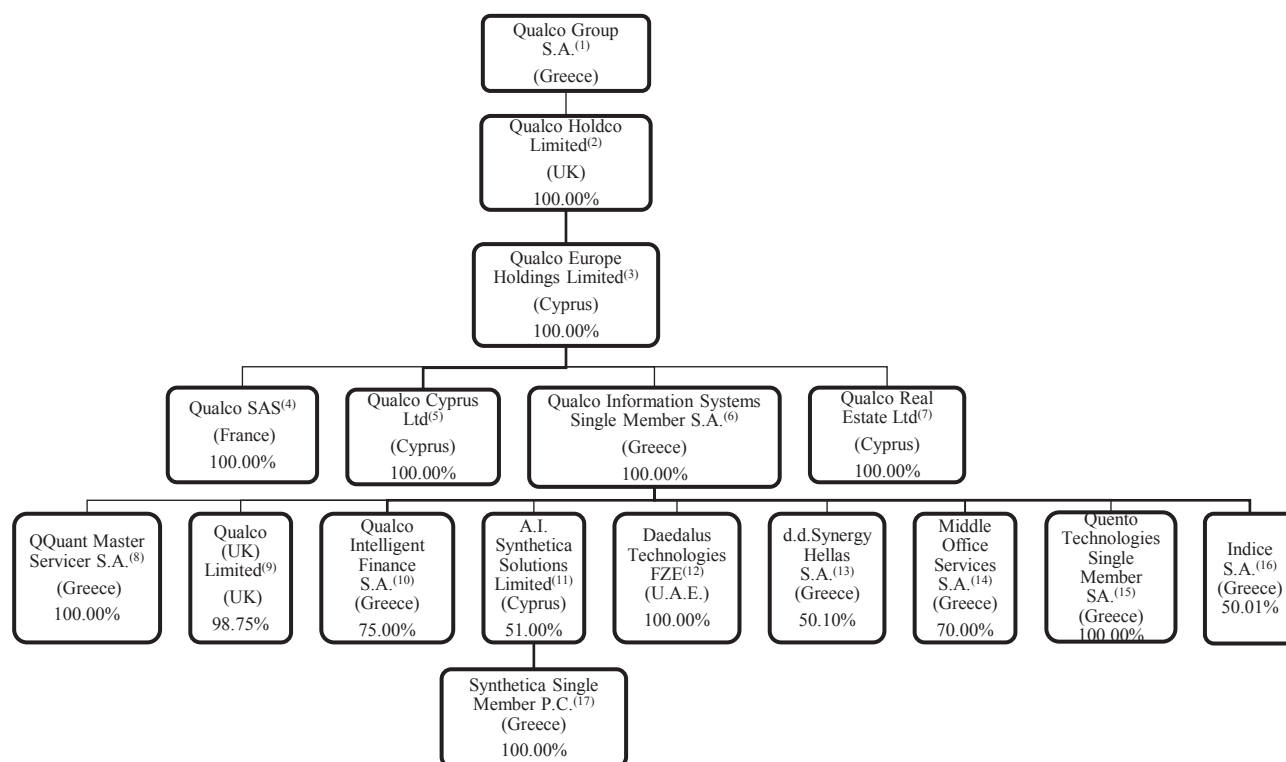 Qualco Group
S.A.(1)
(Greece)
Qualco Holdco
Limited(2)
(UK)
100.00%
Qualco Europe
Holdings Limited(3)
(Cyprus)
100.00%
Qualco SAS(4)
(France)
100.00%
Qualco Cyprus
Ltd(5)
(Cyprus)
100.00%
Qualco Information Systems
Single Member S.A.(6)
(Greece)
100.00%
Qualco Real
Estate Ltd(7)
(Cyprus)
100.00%
QQuant Master
Servicer S.A.(8)
(Greece)
100.00%
Qualco
(UK)
Limited(9)
(UK)
98.75%
Qualco
Intelligent
Finance
S.A.(10)
(Greece)
75.00%
A.I.
Synthetica
Solutions
Limited(11)
(Cyprus)
51.00%
Daedalus
Technologies
FZE(12)
(U.A.E.)
100.00%
d.d.Synergy
Hellas
S.A.(13)
(Greece)
50.10%
Middle
Office
Services
S.A.(14)
(Greece)
70.00%
Quento
Technologies
Single
Member
SA.(15)
(Greece)
100.00%
Indice
S.A.(16)
(Greece)
50.01%
Synthetica Single
Member P.C.(17)
(Greece)
100.00%